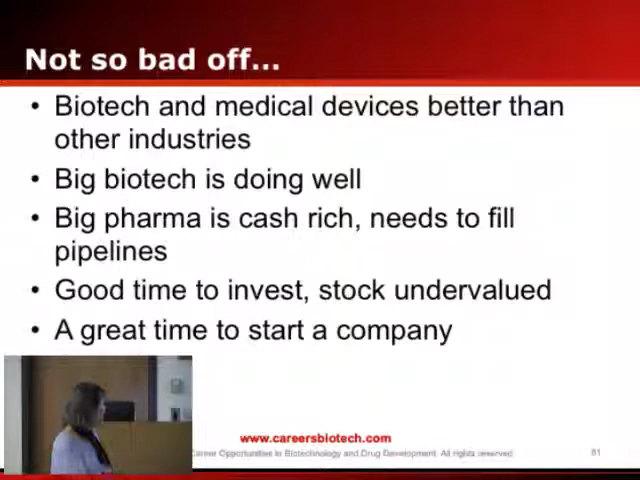 Not so bad off...
• Biotech and medical devices better than
other industries
• Big biotech is doing well
• Big pharma is cash rich, needs to fill
pipelines
• Good time to invest, stock undervalued
• A great time to start a company
www.careersbiotech.com
Career Opportunities in Biotechnology and Drug Development. All rights reserved
81